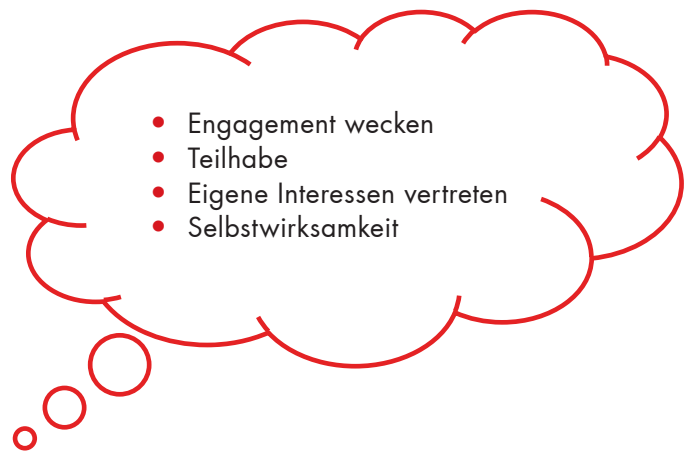 • Engagement wecken
• Teilhabe
• Eigene Interessen vertreten
• Selbstwirksamkeit